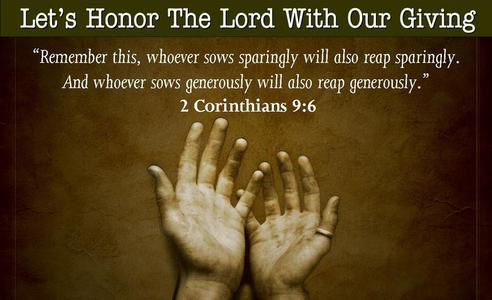 Let's Honor The Lord With Our Giving
“Remember this, whoever sows sparingly will also reap sparingly.
And whoever sows generously will also reap generously.”
2 Corinthians 9:6